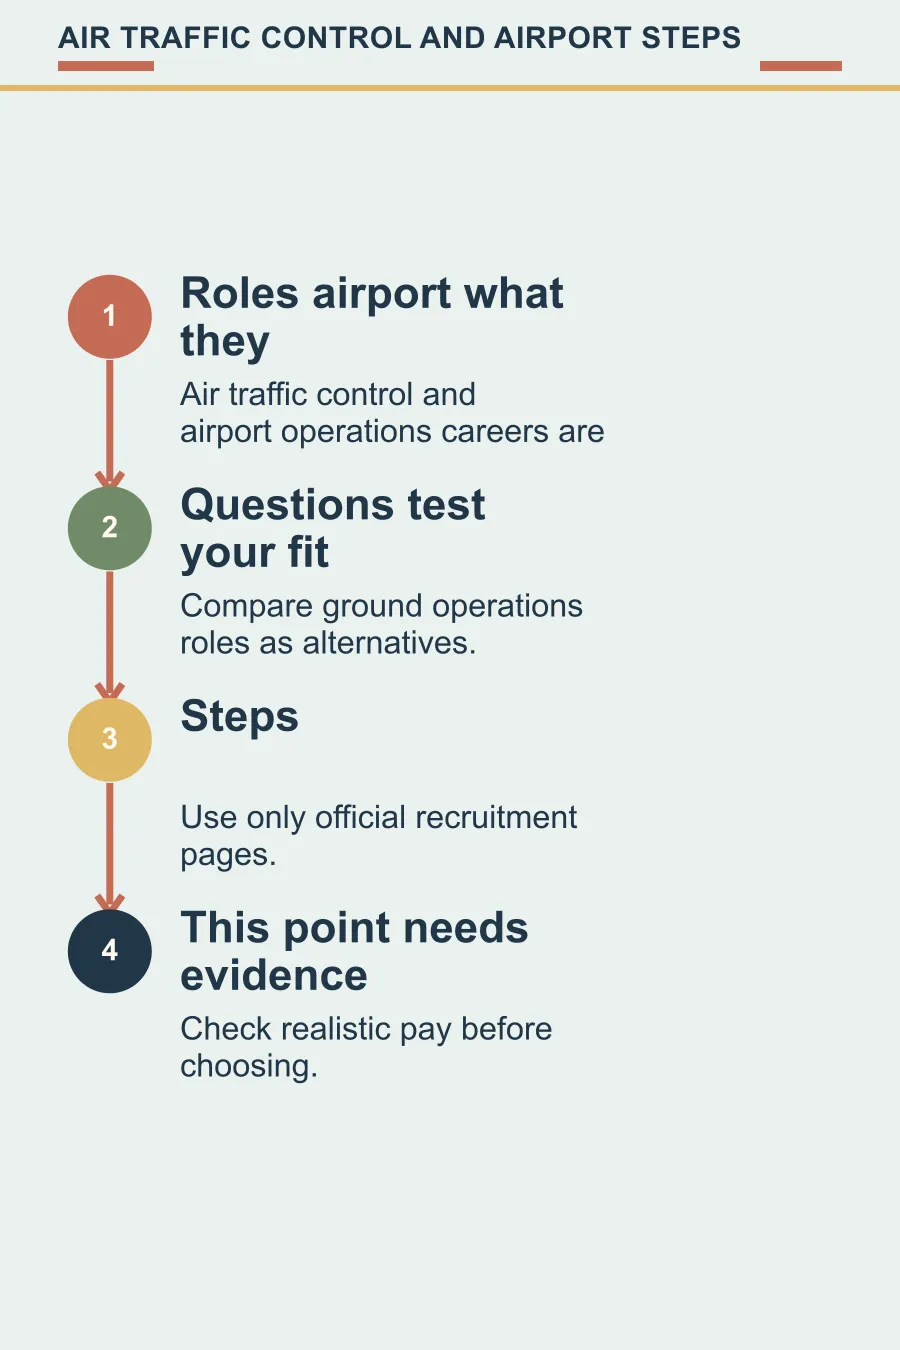 AIR TRAFFIC CONTROL AND AIRPORT STEPS
1
Roles airport what
they
Air traffic control and
airport operations careers are
2
Questions test
your fit
Compare ground operations
roles as alternatives.
3
Steps
Use only official recruitment
pages.
4
This point needs
evidence
Check realistic pay before
choosing.